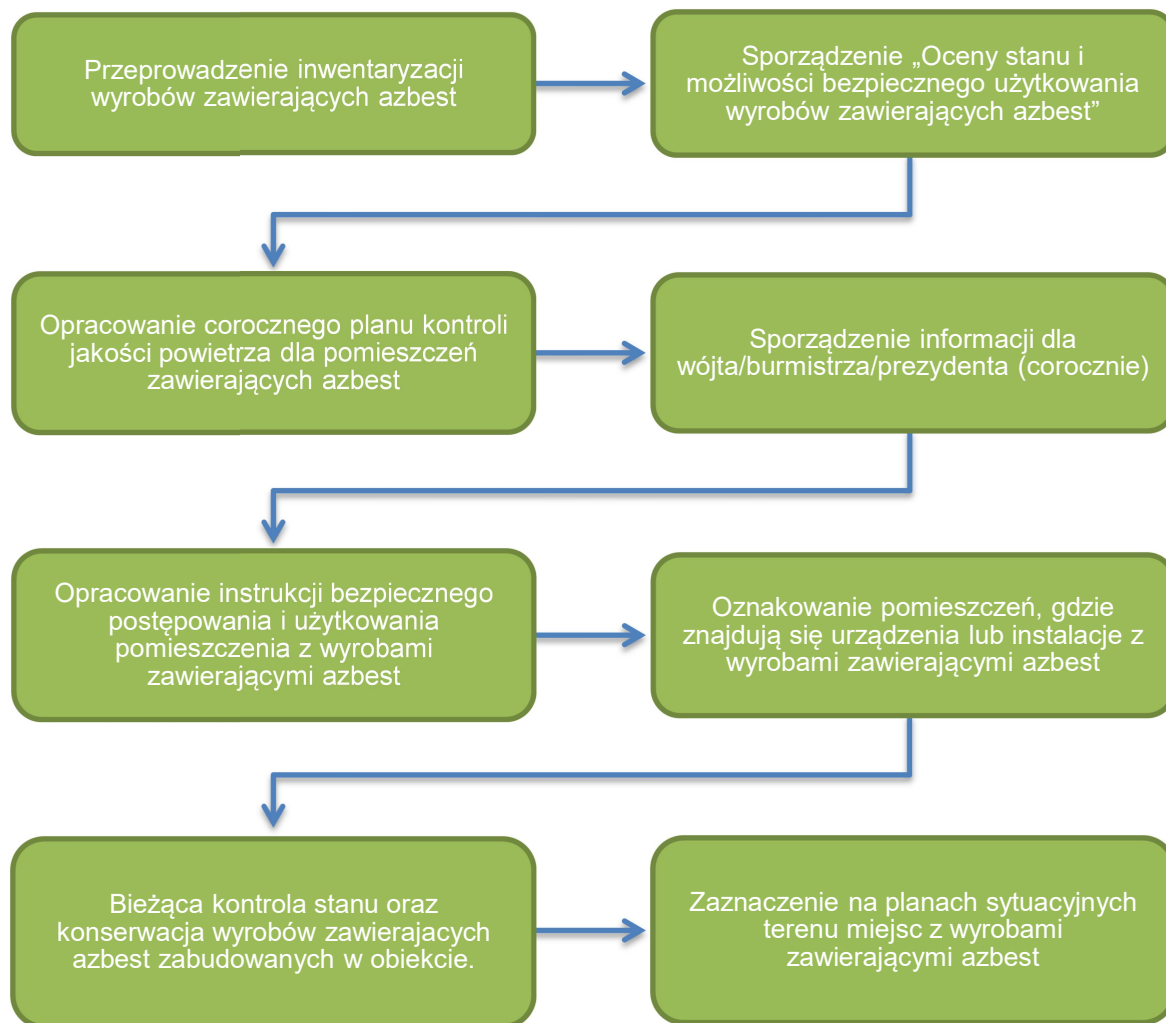 Przeprowadzenie inwentaryzacji
wyrobów zawierających azbest
Sporządzenie „Oceny stanu i
możliwości bezpiecznego użytkowania
wyrobów zawierających azbest”
Opracowanie corocznego planu kontroli
jakości powietrza dla pomieszczeń
zawierających azbest
Sporządzenie informacji dla
wójta/burmistrza/prezydenta (corocznie)
Opracowanie instrukcji bezpiecznego
postępowania i użytkowania
pomieszczenia z wyrobami
zawierającymi azbest
Oznakowanie pomieszczeń, gdzie
znajdują się urządzenia lub instalacje z
wyrobami zawierającymi azbest
Bieżąca kontrola stanu oraz
konserwacja wyrobów zawierajacych
azbest zabudowanych w obiekcie.
Zaznaczenie na planach sytuacyjnych
terenu miejsc z wyrobami
zawierającymi azbest